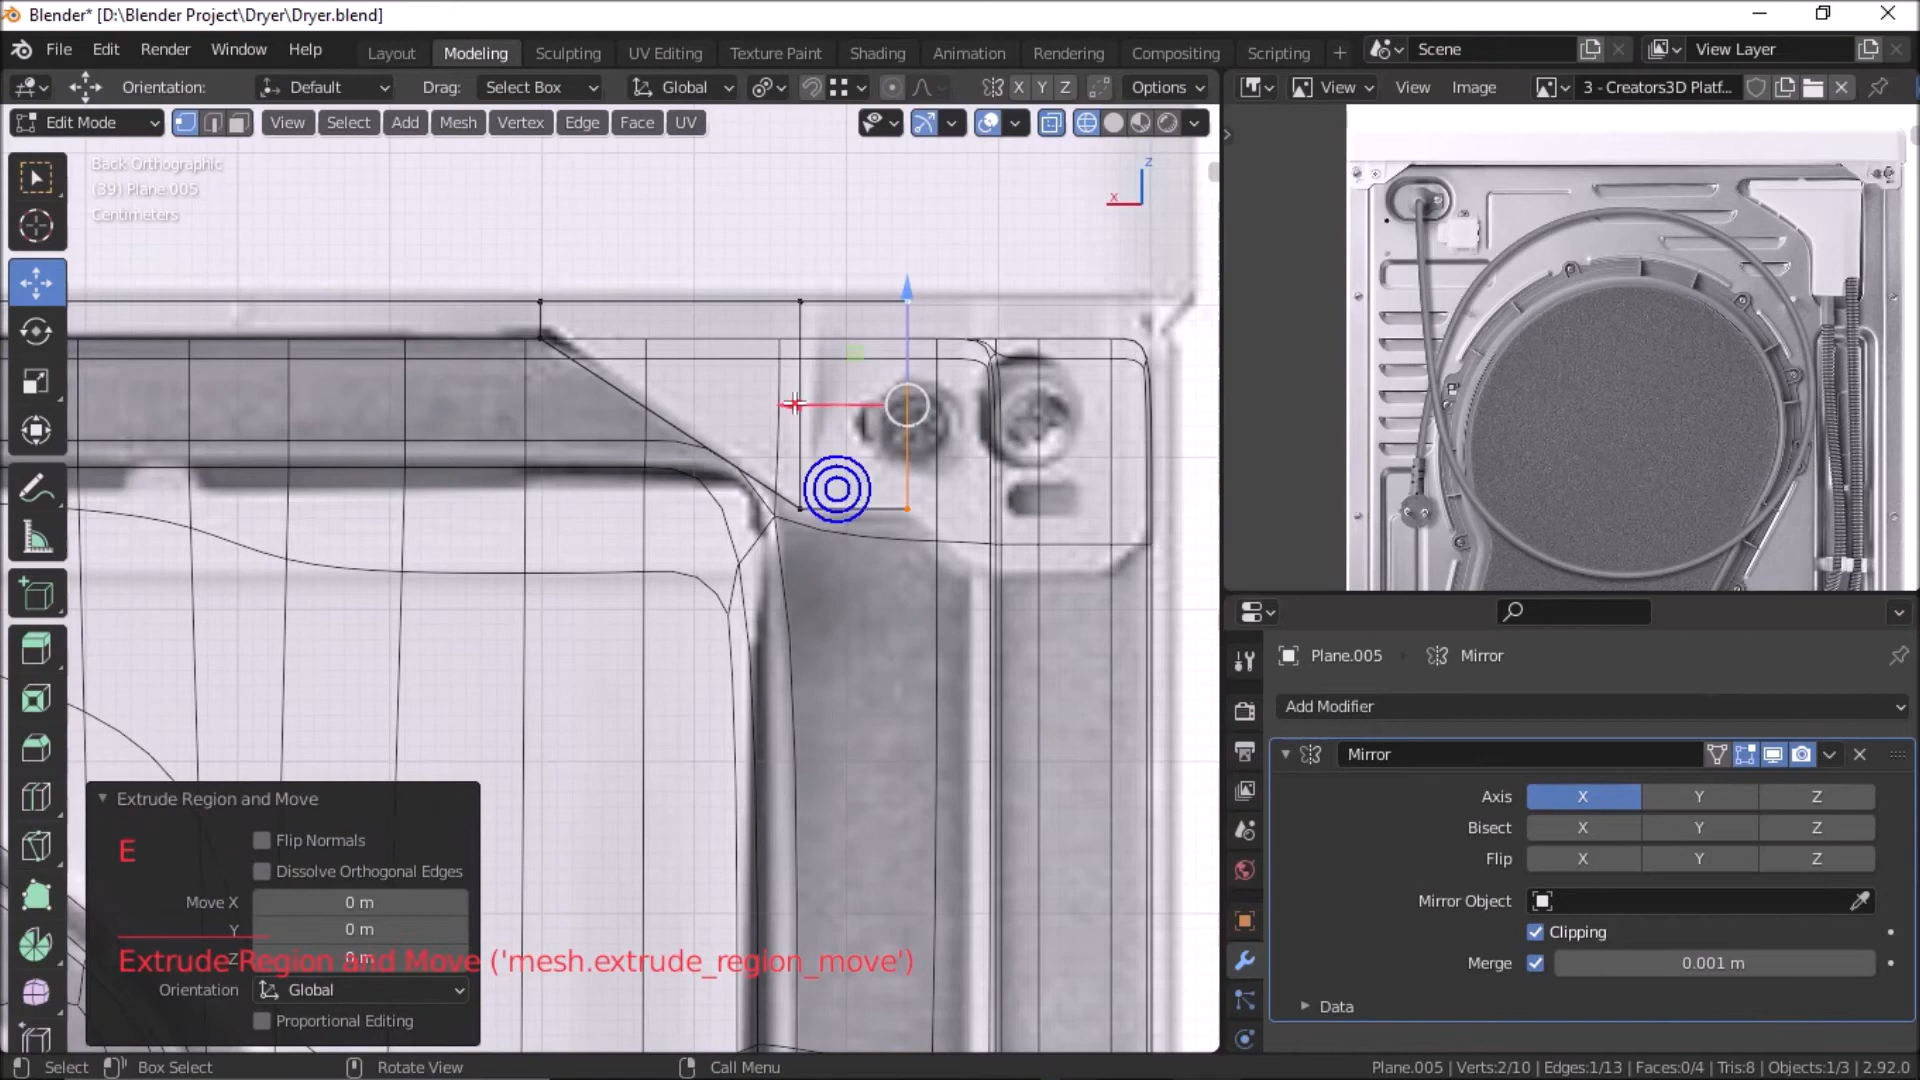 Blender* [D:\Blender Project\Dryer\Dryer.blend]
File Edit Render Window Help Layout Modeling Sculpting UV Editing Texture Paint Shading Animation Rendering Compositing Scripting + Scene View Layer
Orientation: Default Drag: Select Box Global X Y Z Options View View Image 3 - Creators3D Platf...
Edit Mode View Select Add Mesh Vertex Edge Face UV
Back Orthographic
(39) Plane.005
Centimeters
z
x
Plane.005 Mirror
Add Modifier
Mirror
Axis X Y Z
Bisect X Y Z
Flip X Y Z
Mirror Object
Clipping
Merge 0.001 m
Data
Extrude Region and Move
Flip Normals
E
Dissolve Orthogonal Edges
Move X 0 m
Y 0 m
Z 0 m
Extrude Region and Move ('mesh.extrude_region_move')
Orientation Global
Proportional Editing
Select Box Select Rotate View Call Menu Plane.005 | Verts:2/10 | Edges:1/13 | Faces:0/4 | Tris:8 | Objects:1/3 | 2.92.0